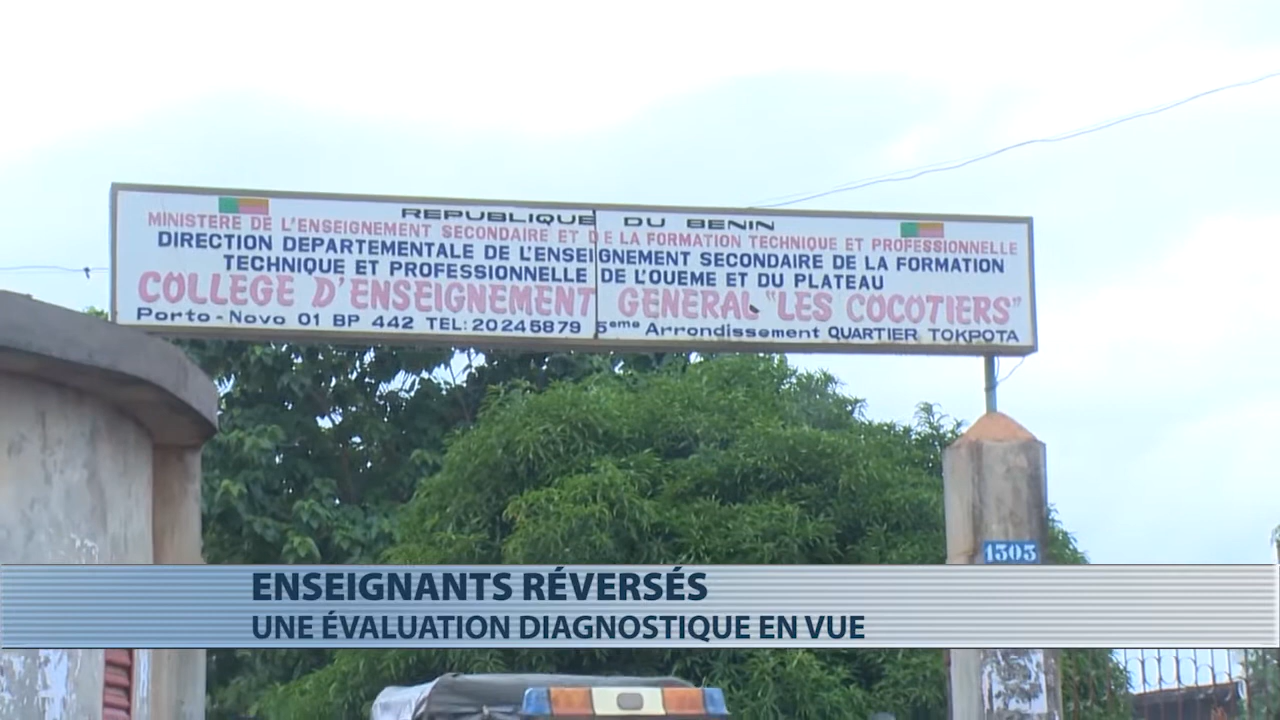 REPUBLIQUE DU BENIN
MINISTERE DE L'ENSEIGNEMENT SECONDAIRE ET DE LA FORMATION TECHNIQUE ET PROFESSIONNELLE
DIRECTION DEPARTEMENTALE DE L'ENSEIGNEMENT SECONDAIRE DE LA FORMATION
TECHNIQUE ET PROFESSIONNELLE DE L'OUEME ET DU PLATEAU
COLLEGE D'ENSEIGNEMENT GENERAL "LES COCOTIERS"
Porto-Novo 01 BP 442 TEL:20245879 5eme Arrondissement QUARTIER TOKPOTA
1505
ENSEIGNANTS RÉVERSÉS
UNE ÉVALUATION DIAGNOSTIQUE EN VUE